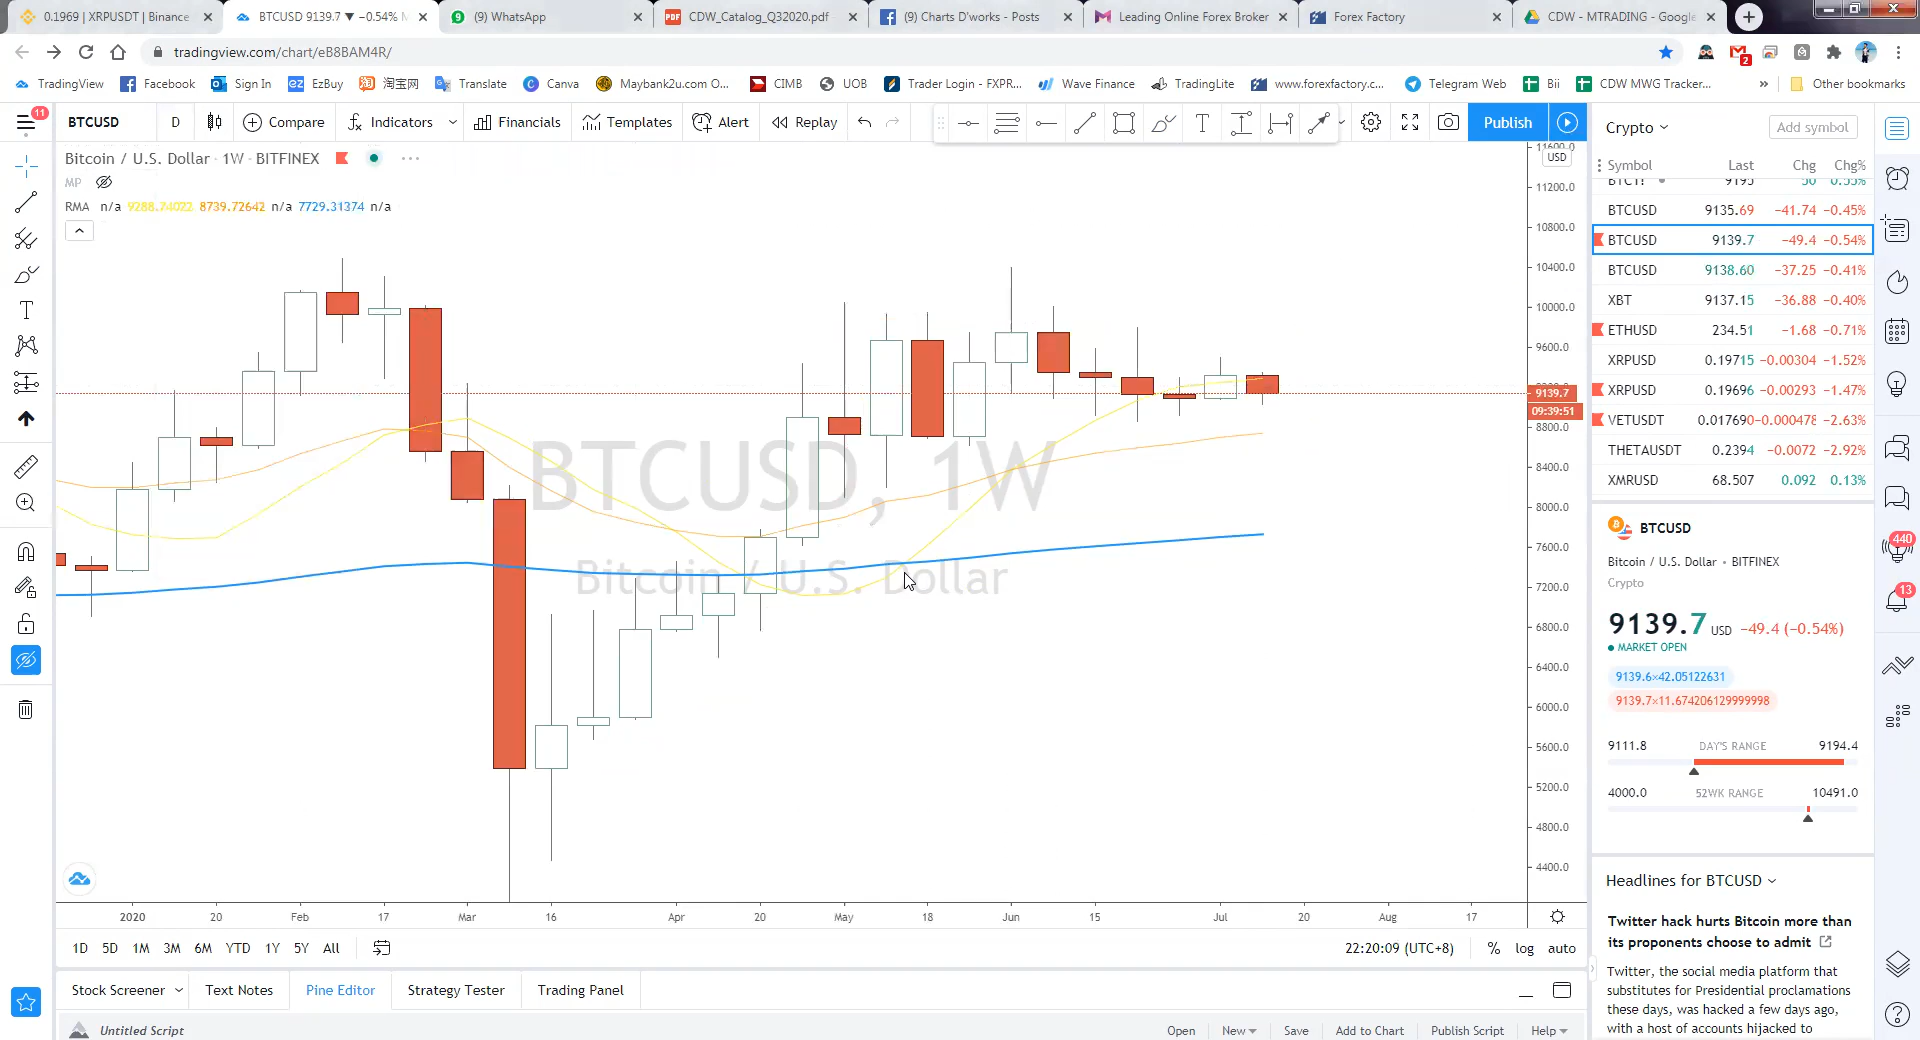 0.1969 | XRPUSDT | Binance
BTCUSD 9139.7 ▼ −0.54%
(9) WhatsApp
CDW_Catalog_Q32020.pdf
(9) Charts D'works - Posts
Leading Online Forex Broker
Forex Factory
CDW - MTRADING - Google
tradingview.com/chart/eB8BAM4R/
2
TradingView
Facebook
Sign In
EzBuy
淘宝网
Translate
Canva
Maybank2u.com O...
CIMB
UOB
Trader Login - FXPR...
Wave Finance
TradingLite
www.forexfactory.c...
Telegram Web
Bii
CDW MWG Tracker...
»
Other bookmarks
11
BTCUSD
D
Compare
Indicators
Financials
Templates
Alert
Replay
T
Publish
Crypto
Add symbol
Bitcoin / U.S. Dollar · 1W · BITFINEX
MP
RMA n/a 9288.74022 8739.72642 n/a 7729.31374 n/a
BTCUSD, 1W
Bitcoin / U.S. Dollar
11600.0
USD
11200.0
10800.0
10400.0
10000.0
9600.0
9139.7
09:39:51
8800.0
8400.0
8000.0
7600.0
7200.0
6800.0
6400.0
6000.0
5600.0
5200.0
4800.0
4400.0
2020 20 Feb 17 Mar 16 Apr 20 May 18 Jun 15 Jul 20 Aug 17
1D 5D 1M 3M 6M YTD 1Y 5Y All
22:20:09 (UTC+8) % log auto
Stock Screener
Text Notes
Pine Editor
Strategy Tester
Trading Panel
Untitled Script
Open New Save Add to Chart Publish Script Help
Symbol Last Chg Chg%
BTC1! 9195 50 0.55%
BTCUSD 9135.69 −41.74 −0.45%
BTCUSD 9139.7 −49.4 −0.54%
BTCUSD 9138.60 −37.25 −0.41%
XBT 9137.15 −36.88 −0.40%
ETHUSD 234.51 −1.68 −0.71%
XRPUSD 0.19715 −0.00304 −1.52%
XRPUSD 0.19696 −0.00293 −1.47%
VETUSDT 0.017690 −0.000478 −2.63%
THETAUSDT 0.2394 −0.0072 −2.92%
XMRUSD 68.507 0.092 0.13%
BTCUSD
Bitcoin / U.S. Dollar • BITFINEX
Crypto
9139.7 USD −49.4 (−0.54%)
MARKET OPEN
9139.6×42.05122631
9139.7×11.674206129999998
9111.8 DAY'S RANGE 9194.4
4000.0 52WK RANGE 10491.0
Headlines for BTCUSD
Twitter hack hurts Bitcoin more than
its proponents choose to admit
Twitter, the social media platform that
substitutes for Presidential proclamations
these days, was hacked a few days ago,
with a host of accounts hijacked to
440
13